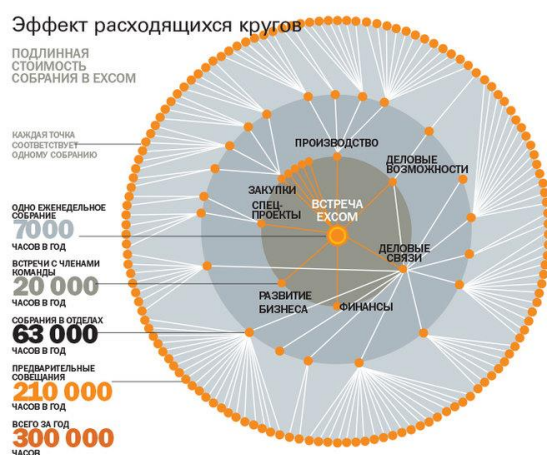 Эффект расходящихся кругов
ПОДЛИННАЯ
СТОИМОСТЬ
СОБРАНИЯ В EXCOM
КАЖДАЯ ТОЧКА
СООТВЕТСТВУЕТ
ОДНОМУ СОБРАНИЮ
ОДНО ЕЖЕНЕДЕЛЬНОЕ
СОБРАНИЕ
7000
ЧАСОВ В ГОД
ВСТРЕЧИ С ЧЛЕНАМИ
КОМАНДЫ
20 000
ЧАСОВ В ГОД
СОБРАНИЯ В ОТДЕЛАХ
63 000
ЧАСОВ В ГОД
ПРЕДВАРИТЕЛЬНЫЕ
СОВЕЩАНИЯ
210 000
ЧАСОВ В ГОД
ВСЕГО ЗА ГОД
300 000
ЧАСОВ
ПРОИЗВОДСТВО
ДЕЛОВЫЕ
ВОЗМОЖНОСТИ
ЗАКУПКИ
СПЕЦ-
ПРОЕКТЫ
ВСТРЕЧА
EXCOM
ДЕЛОВЫЕ
СВЯЗИ
РАЗВИТИЕ
БИЗНЕСА
ФИНАНСЫ